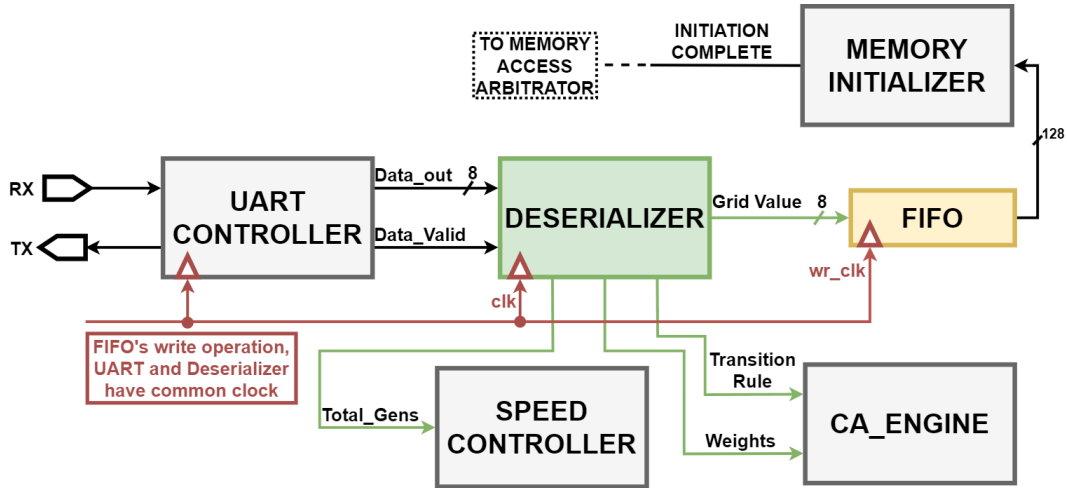 TO MEMORY
ACCESS
ARBITRATOR
INITIATION
COMPLETE
MEMORY
INITIALIZER
128
RX
TX
UART
CONTROLLER
Data_out
8
Data_Valid
DESERIALIZER
Grid Value
8
FIFO
clk
wr_clk
FIFO's write operation,
UART and Deserializer
have common clock
Total_Gens
SPEED
CONTROLLER
Transition
Rule
Weights
CA_ENGINE